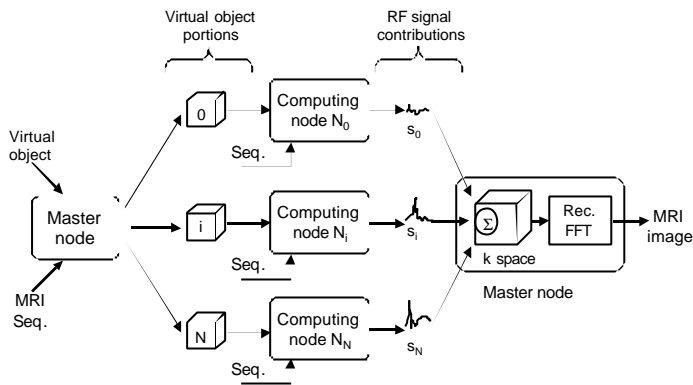 Virtual object
portions
RF signal
contributions
Virtual
object
Master
node
MRI
Seq.
0
Computing
node N0
Seq.
s0
i
Computing
node Ni
Seq.
si
N
Computing
node NN
Seq.
sN
Σ
k space
Rec.
FFT
Master node
MRI
image